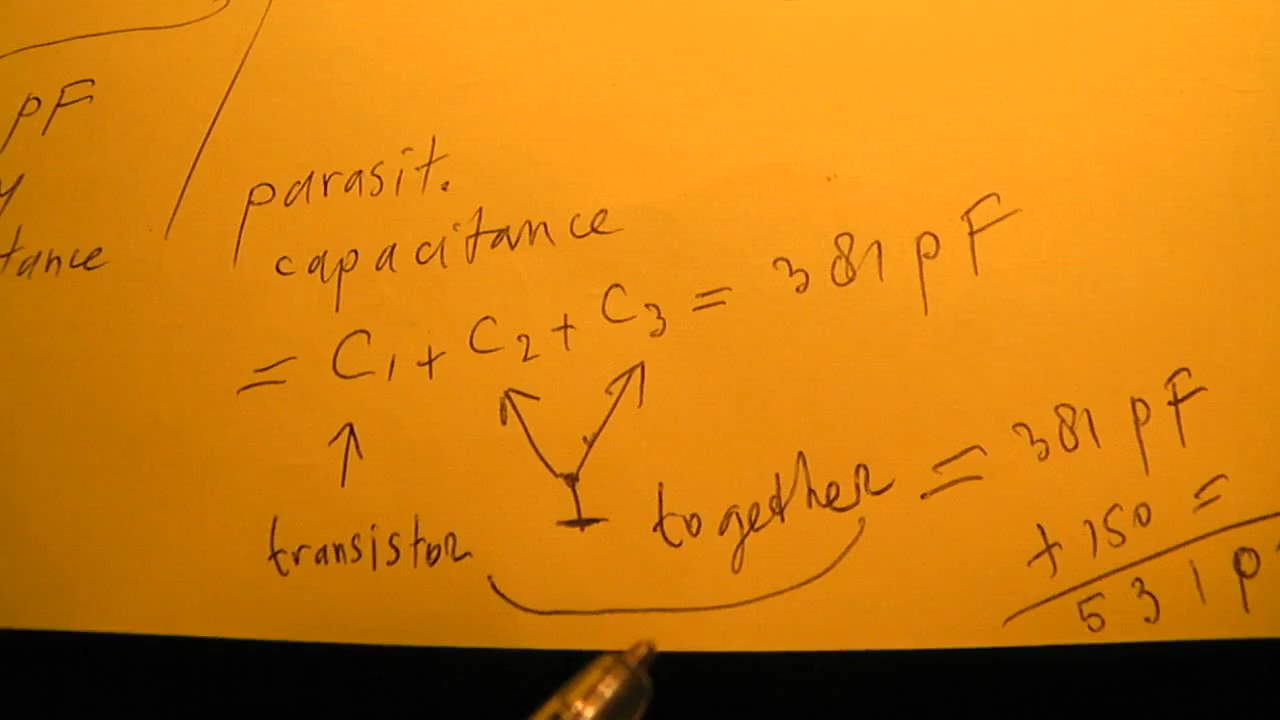 pF
y
tance
parasit.
capacitance
= C1 + C2 + C3 = 381 pF
transistor
together = 381 pF
+ 150 =
531 p